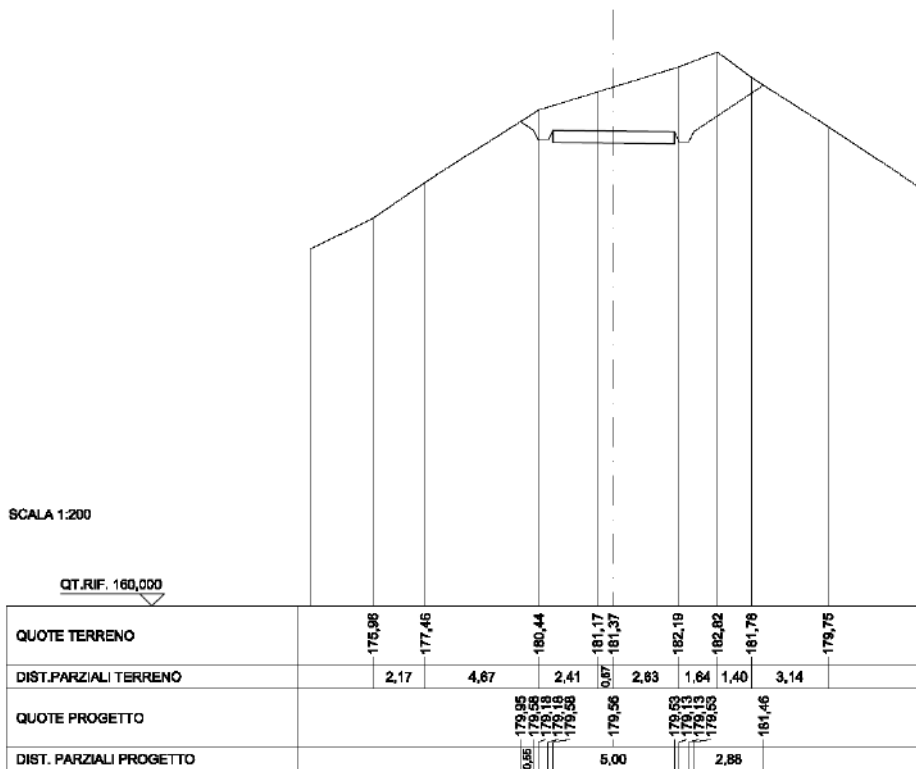 SCALA 1:200
QT.RIF. 160,000
QUOTE TERRENO 175,98 177,46 180,44 181,17 181,37 182,19 182,82 181,78 179,75
DIST.PARZIALI TERRENO 2,17 4,67 2,41 0,67 2,63 1,64 1,40 3,14
QUOTE PROGETTO 179,95 179,58 179,18 179,18 179,58 179,56 179,53 179,13 179,13 179,53 181,46
DIST. PARZIALI PROGETTO 0,55 5,00 2,88